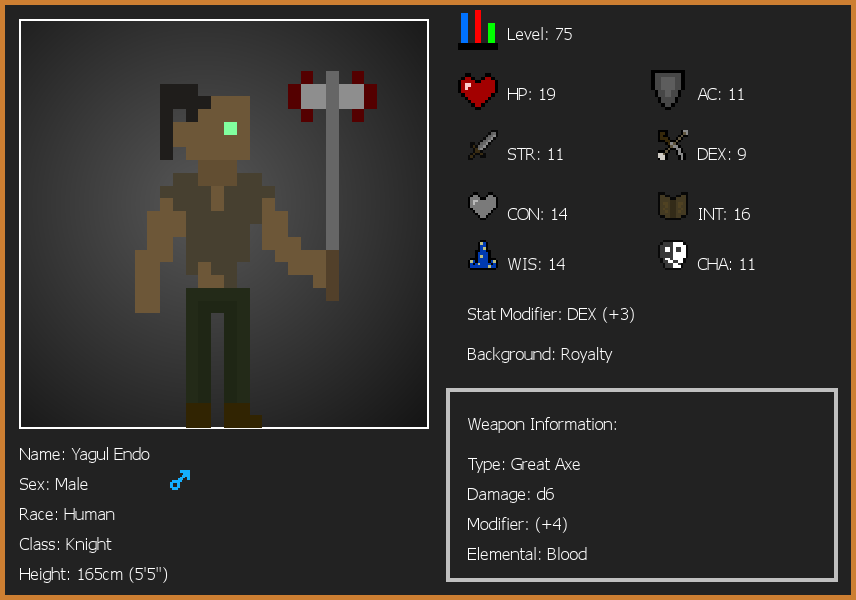 Level: 75
HP: 19
AC: 11
STR: 11
DEX: 9
CON: 14
INT: 16
WIS: 14
CHA: 11
Stat Modifier: DEX (+3)
Background: Royalty
Weapon Information:
Type: Great Axe
Damage: d6
Modifier: (+4)
Elemental: Blood
Name: Yagul Endo
Sex: Male
Race: Human
Class: Knight
Height: 165cm (5'5")